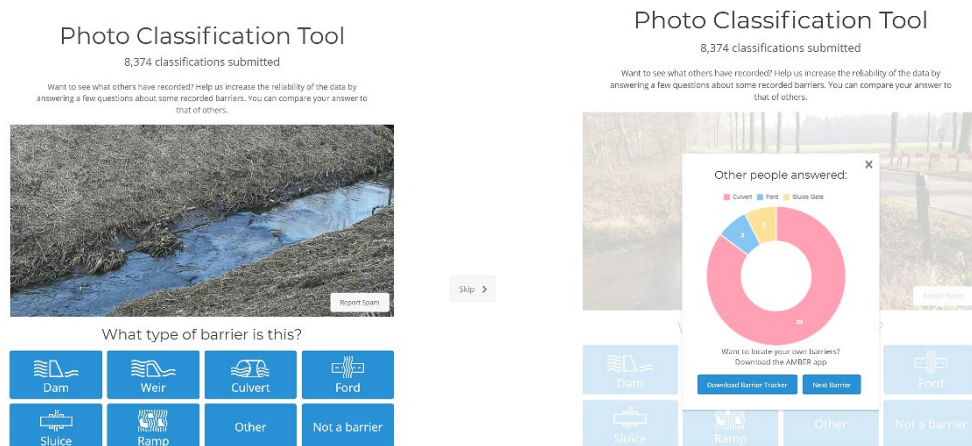 Photo Classification Tool
8,374 classifications submitted
Want to see what others have recorded? Help us increase the reliability of the data by
answering a few questions about some recorded barriers. You can compare your answer to
that of others.
Report Spam
Skip
What type of barrier is this?
Dam
Weir
Culvert
Ford
Sluice
Ramp
Other
Not a barrier
Photo Classification Tool
8,374 classifications submitted
Want to see what others have recorded? Help us increase the reliability of the data by
answering a few questions about some recorded barriers. You can compare your answer to
that of others.
X
Other people answered:
Culvert Ford Sluice Gate
Want to locate your own barriers?
Download the AMBER app
Download Barrier Tracker
Next Barrier
Report Spam
?
Dam
Ford
Sluice
Ramp
Other
Not a barrier